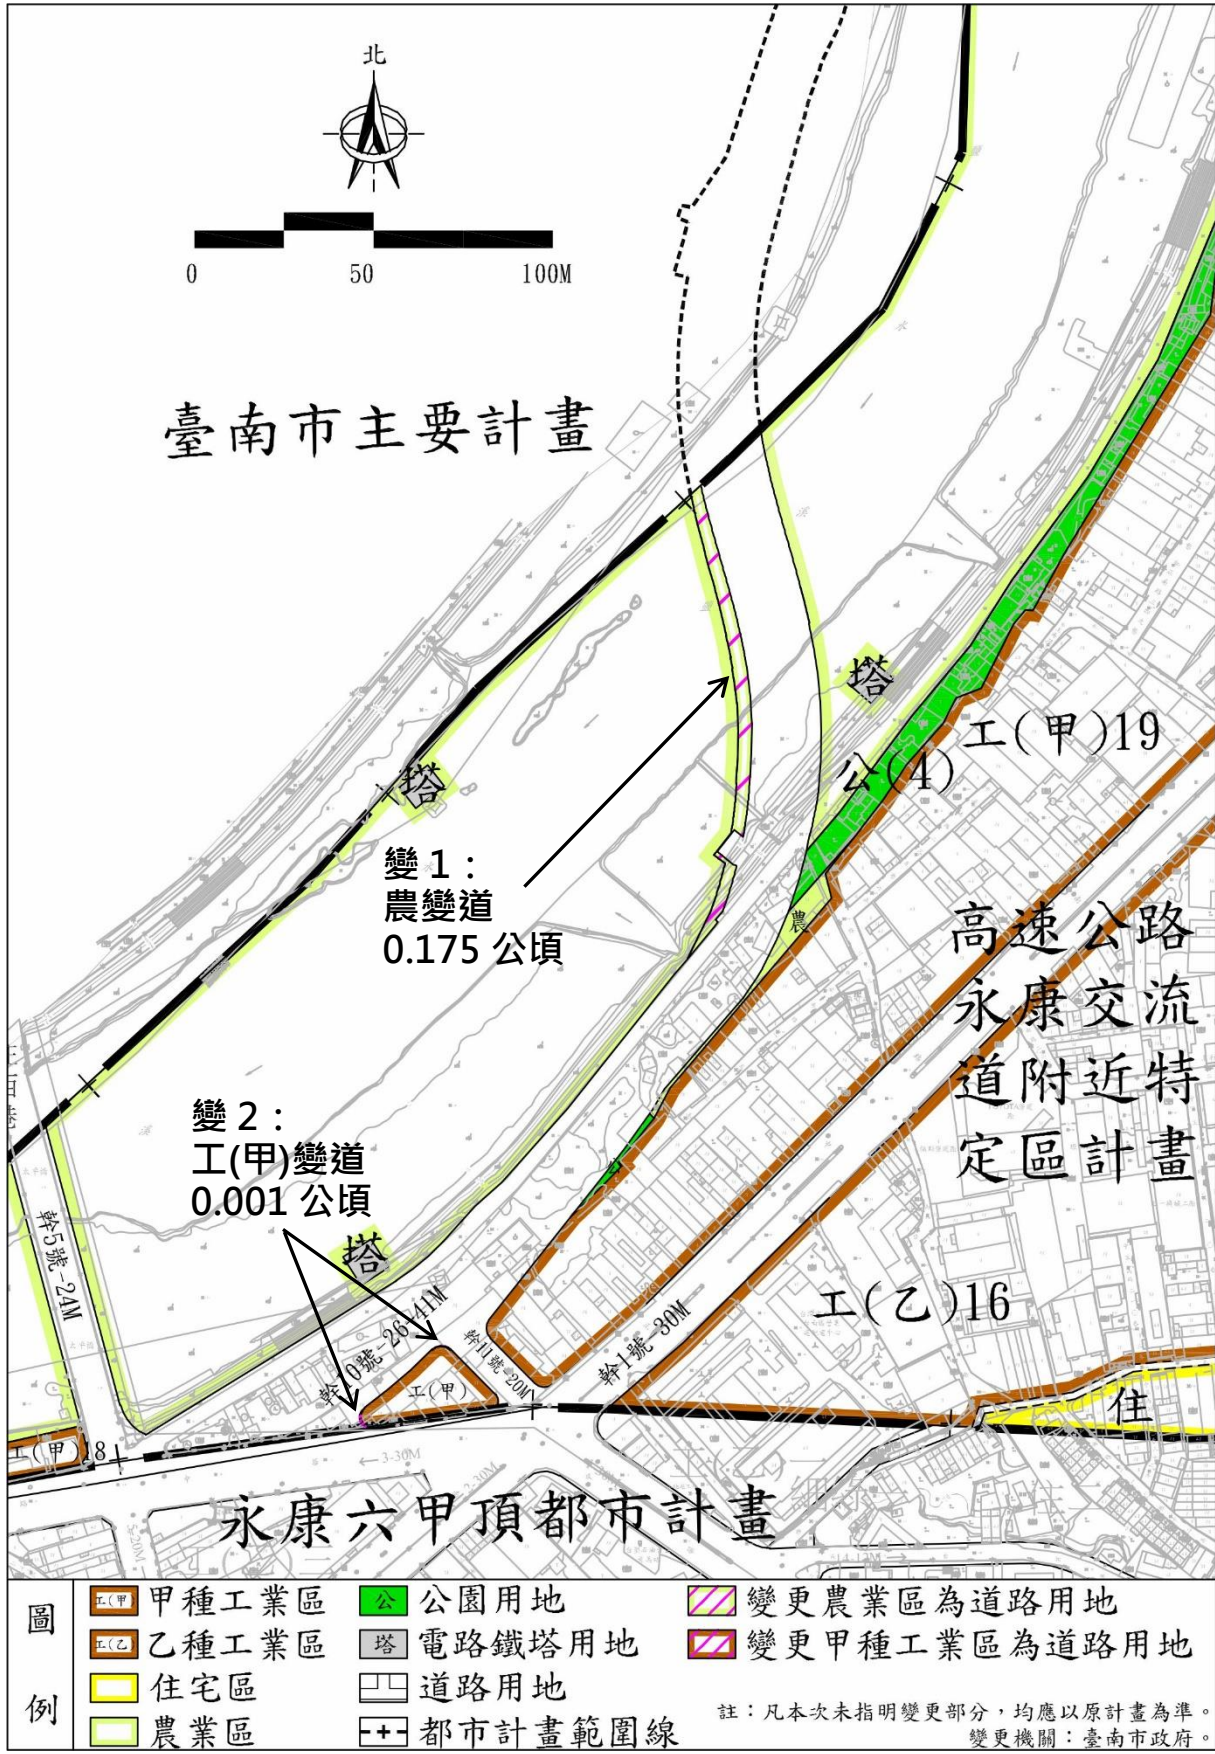 北
0 50 100M
臺南市主要計畫
塔
工(甲)19
公(4)
塔
變 1：
農變道
0.175 公頃
農
高速公路
永康交流
道附近特
定區計畫
變 2：
工(甲)變道
0.001 公頃
幹5號-24M
塔
幹10號-26-41M
幹11號-20M
幹1號-30M
工(乙)16
工(甲)
住
工(甲)18
←3-30M
永康六甲頂都市計畫
圖例
工(甲) 甲種工業區
工(乙) 乙種工業區
住宅區
農業區
公 公園用地
塔 電路鐵塔用地
道路用地
都市計畫範圍線
變更農業區為道路用地
變更甲種工業區為道路用地
註：凡本次未指明變更部分，均應以原計畫為準。
變更機關：臺南市政府。